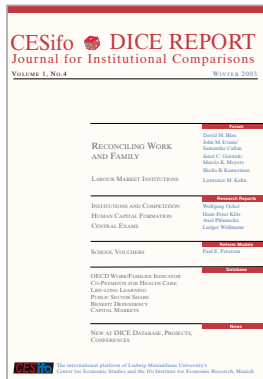 CESifo DICE REPORT
Journal for Institutional Comparisons
VOLUME 1, NO.4 WINTER 2003
Forum
RECONCILING WORK
AND FAMILY
David M. Blau
John M. Evans/
Samantha Callan
Janet C. Gornick/
Marcia K. Meyers
Sheila B. Kamerman
LABOUR MARKET INSTITUTIONS
Lawrence M. Kahn
Research Reports
INSTITUTIONS AND COMPETITION Wolfgang Ochel
HUMAN CAPITAL FORMATION Hans-Peter Klös
Axel Plünnecke
CENTRAL EXAMS Ludger Wößmann
Reform Models
SCHOOL VOUCHERS Paul E. Peterson
Database
OECD WORK/FAMILIES INDICATOR
CO-PAYMENTS FOR HEALTH CARE
LIFE-LONG LEARNING
PUBLIC SECTOR SHARE
BENEFIT DEPENDENCY
CAPITAL MARKETS
News
NEW AT DICE DATABASE, PROJECTS,
CONFERENCES
CESifo
The international platform of Ludwig-Maximilians University's
Center for Economic Studies and the Ifo Institute for Economic Research, Munich